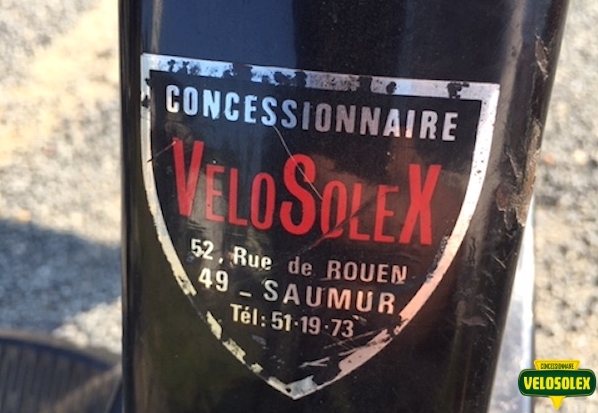 CONCESSIONNAIRE
VELOSOLEX
52, Rue de ROUEN
49 - SAUMUR
Tél: 51-19-73
CONCESSIONNAIRE
VELOSOLEX